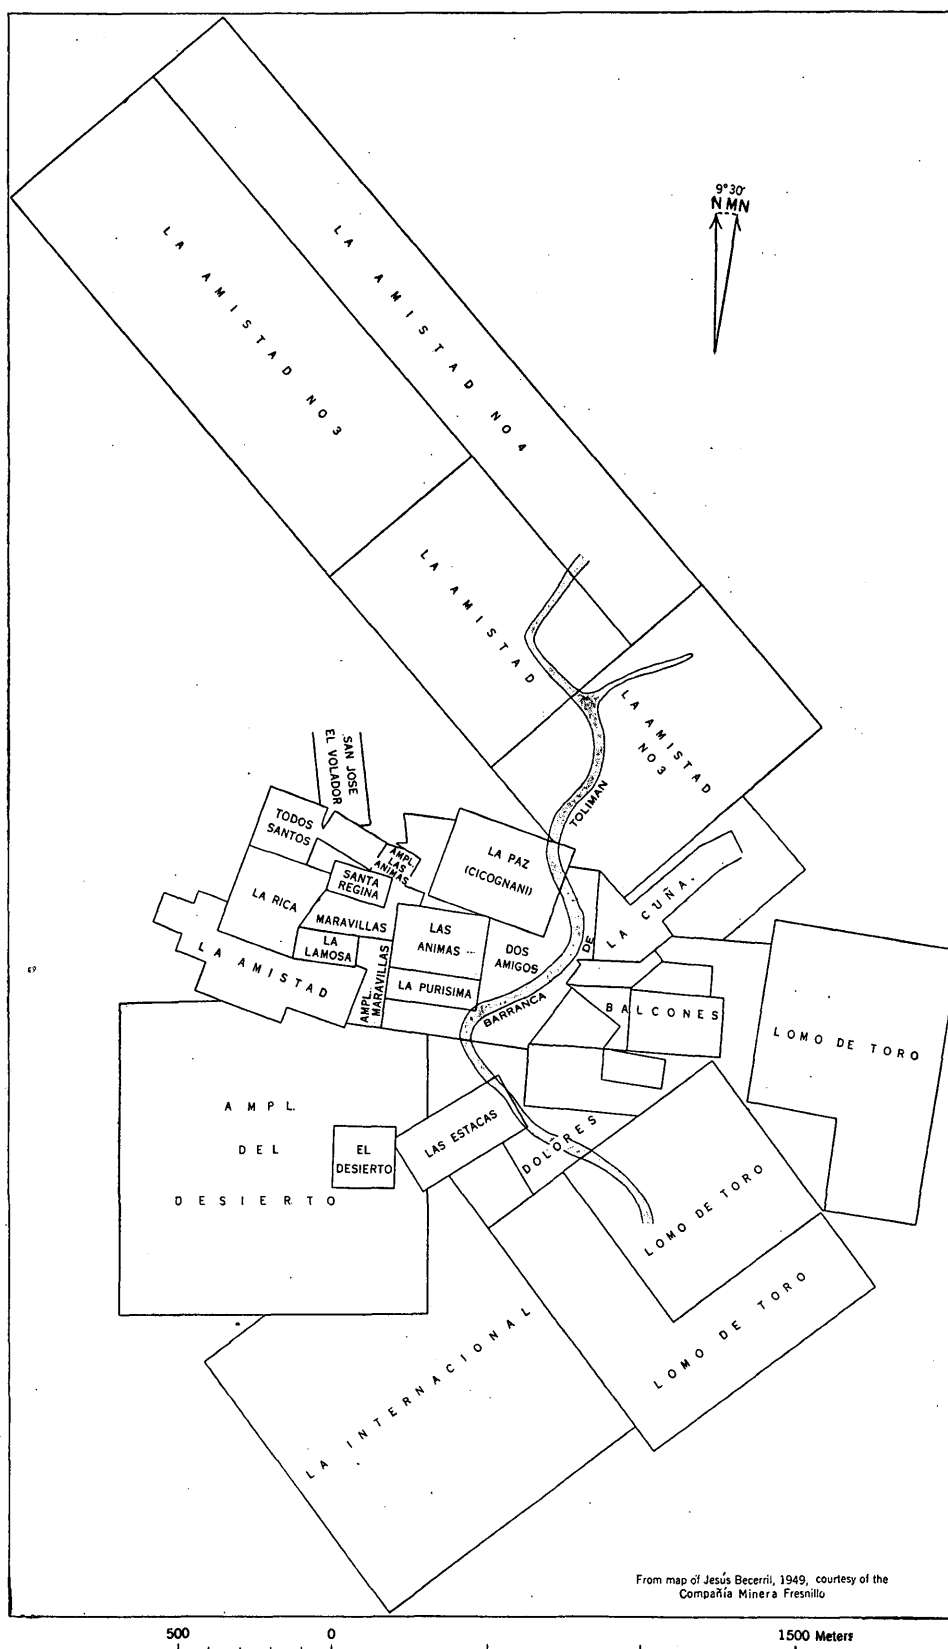 9°30'
N MN
LA AMISTAD NO 3
LA AMISTAD NO 4
LA AMISTAD
LA AMISTAD
NO 3
TOLIMAN
SAN JOSE
EL VOLADOR
TODOS
SANTOS
AMPL.
LAS
ANIMAS
LA PAZ
(CICOGNANI)
SANTA
REGINA
LA RICA
MARAVILLAS
LAS
ANIMAS
DOS
AMIGOS
DE
LA CUÑA.
LA
LAMOSA
LA AMISTAD
AMPL.
MARAVILLAS
LA PURISIMA
BARRANCA
BALCONES
LOMO DE TORO
AMPL.
DEL
DESIERTO
EL
DESIERTO
LAS ESTACAS
DOLORES
LOMO DE TORO
LOMO DE TORO
LA INTERNACIONAL
From map of Jesús Becerril, 1949, courtesy of the
Compañía Minera Fresnillo
500 0 1500 Meters